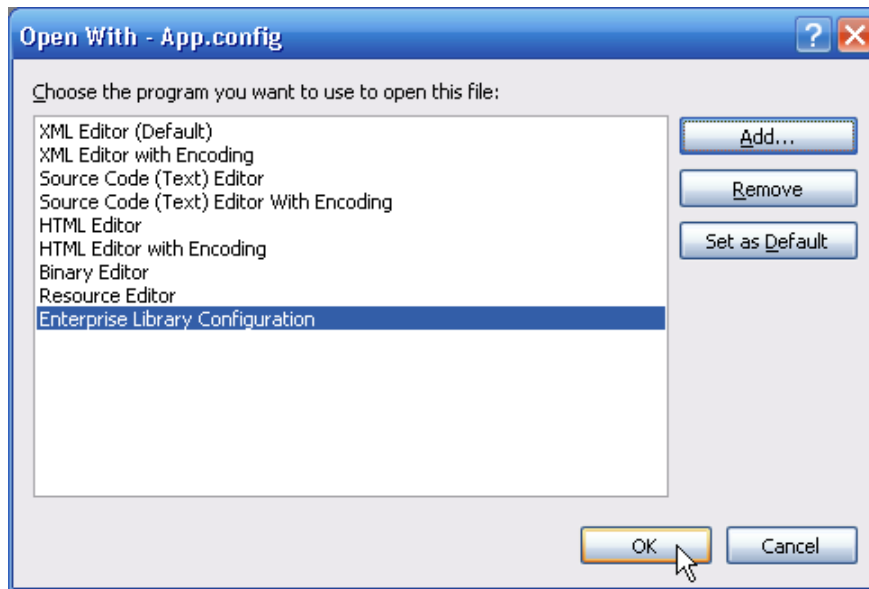 Open With - App.config
Choose the program you want to use to open this file:
XML Editor (Default)
XML Editor with Encoding
Source Code (Text) Editor
Source Code (Text) Editor With Encoding
HTML Editor
HTML Editor with Encoding
Binary Editor
Resource Editor
Enterprise Library Configuration
Add...
Remove
Set as Default
OK
Cancel